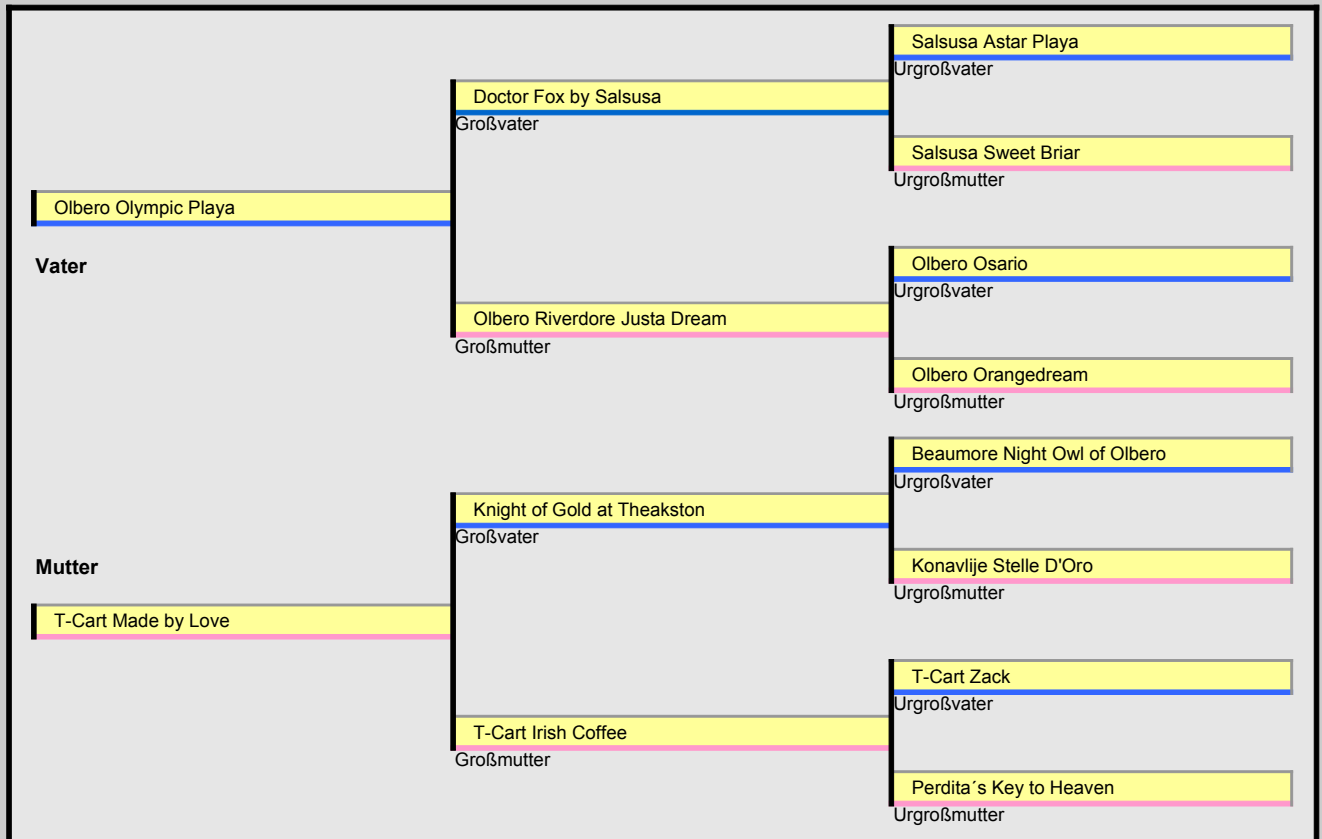 Salsusa Astar Playa
Urgroßvater
Doctor Fox by Salsusa
Großvater
Salsusa Sweet Briar
Urgroßmutter
Olbero Olympic Playa
Vater
Olbero Osario
Urgroßvater
Olbero Riverdore Justa Dream
Großmutter
Olbero Orangedream
Urgroßmutter
Beaumore Night Owl of Olbero
Urgroßvater
Knight of Gold at Theakston
Großvater
Mutter
Konavlije Stelle D'Oro
Urgroßmutter
T-Cart Made by Love
T-Cart Zack
Urgroßvater
T-Cart Irish Coffee
Großmutter
Perdita´s Key to Heaven
Urgroßmutter